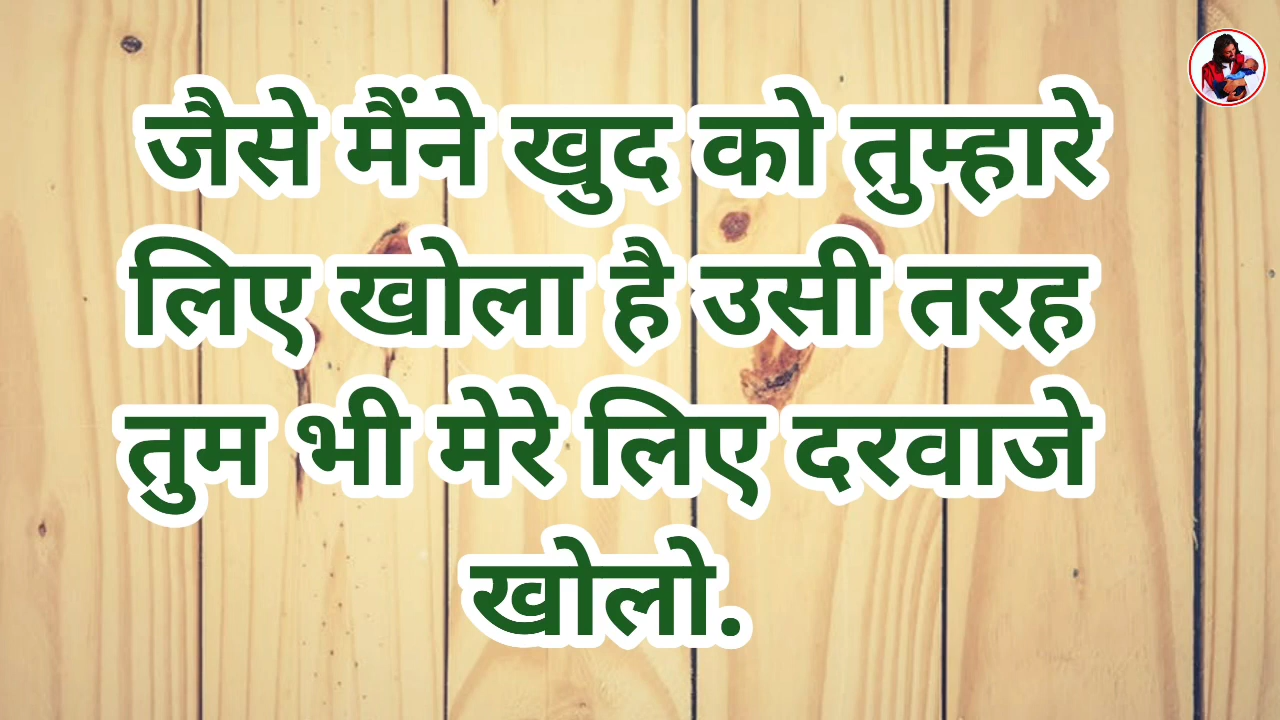 जैसे मैंने खुद को तुम्हारे
लिए खोला है उसी तरह
तुम भी मेरे लिए दरवाजे
खोलो.